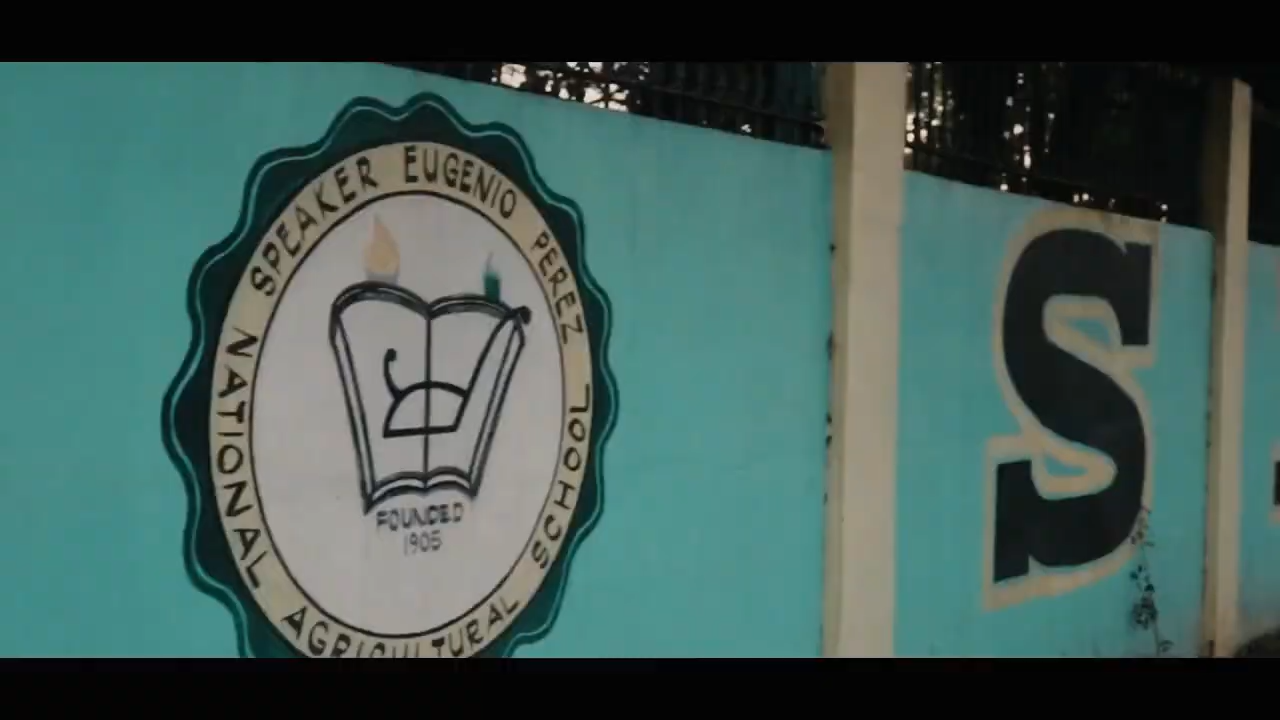 SPEAKER EUGENIO PEREZ
NATIONAL AGRICULTURAL SCHOOL
FOUNDED
1905
S